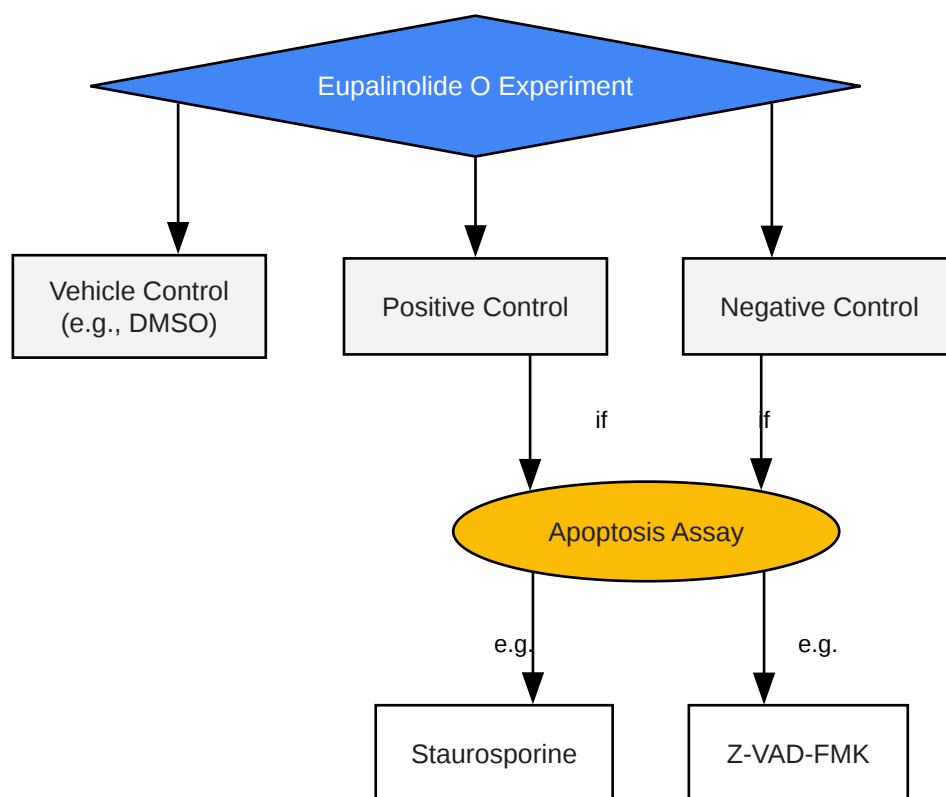 Eupalinolide O Experiment
Vehicle Control
(e.g., DMSO)
Positive Control
Negative Control
if
if
Apoptosis Assay
e.g.
e.g.
Staurosporine
Z-VAD-FMK